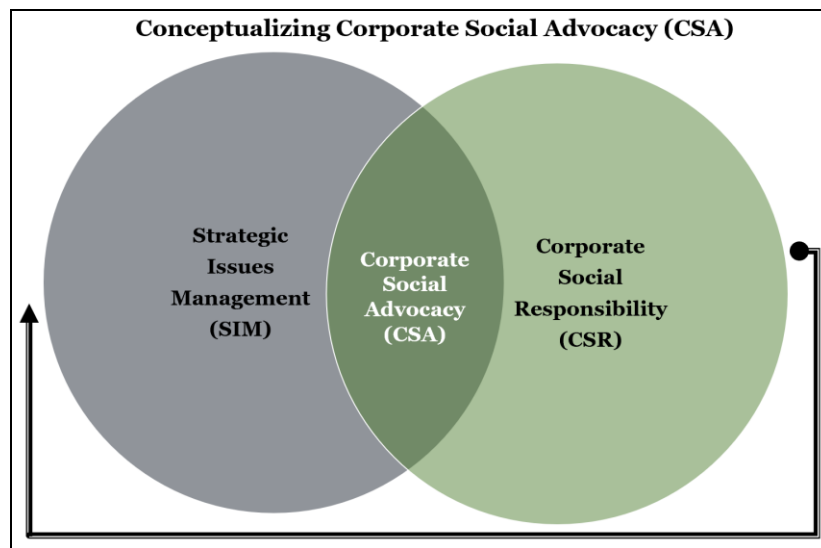 Conceptualizing Corporate Social Advocacy (CSA)
Strategic
Issues
Management
(SIM)
Corporate
Social
Advocacy
(CSA)
Corporate
Social
Responsibility
(CSR)